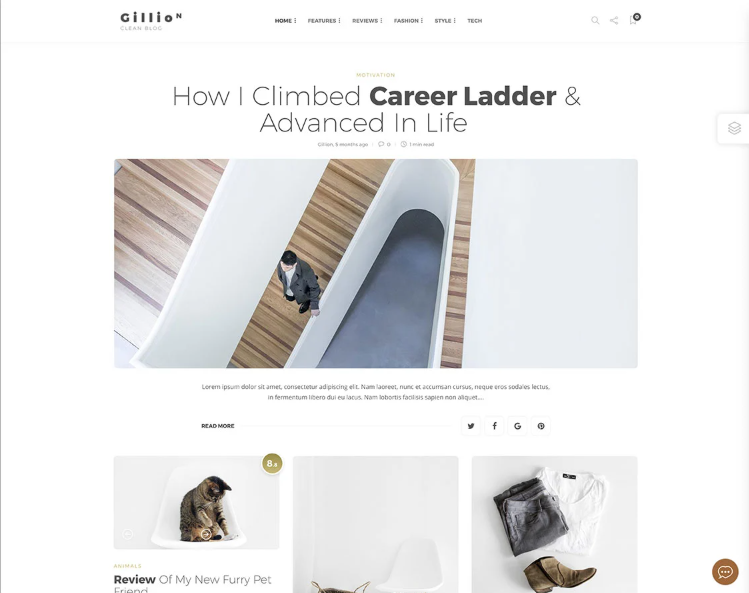 Gillion
CLEAN BLOG
HOME
FEATURES
REVIEWS
FASHION
STYLE
TECH
0
MOTIVATION
How I Climbed Career Ladder &
Advanced In Life
Gillion, 5 months ago / 0 / 1 min read
Lorem ipsum dolor sit amet, consectetur adipiscing elit. Nam laoreet, nunc et accumsan cursus, neque eros sodales lectus,
in fermentum libero dui eu lacus. Nam lobortis facilisis sapien non aliquet....
READ MORE
8.8
ANIMALS
Review Of My New Furry Pet
Friend